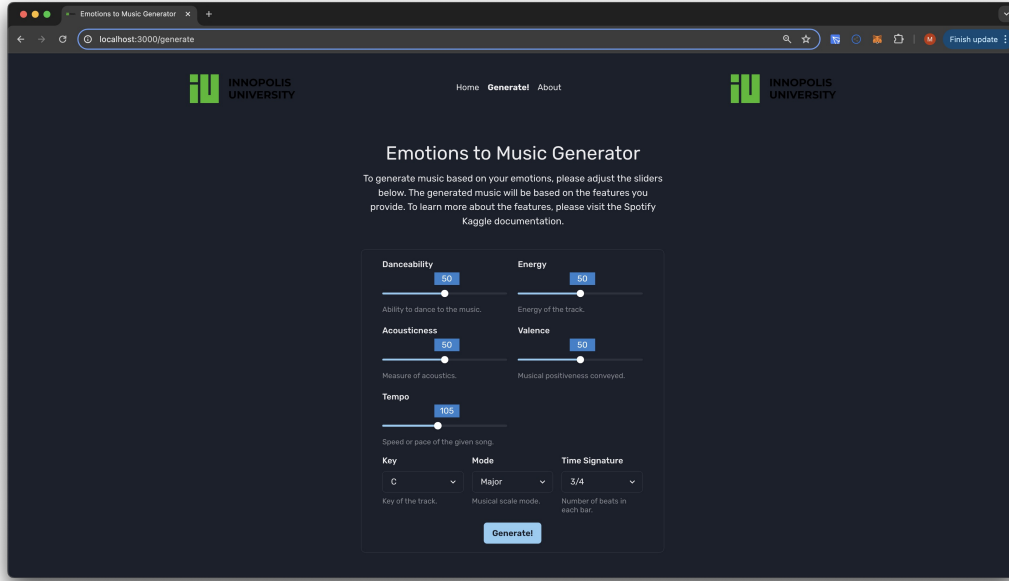 Emotions to Music Generator
localhost:3000/generate
Finish update
INNOPOLIS
UNIVERSITY
Home Generate! About
INNOPOLIS
UNIVERSITY
Emotions to Music Generator
To generate music based on your emotions, please adjust the sliders
below. The generated music will be based on the features you
provide. To learn more about the features, please visit the Spotify
Kaggle documentation.
Danceability Energy
50 50
Ability to dance to the music. Energy of the track.
Acousticness Valence
50 50
Measure of acoustics. Musical positiveness conveyed.
Tempo
105
Speed or pace of the given song.
Key Mode Time Signature
C Major 3/4
Key of the track. Musical scale mode. Number of beats in
each bar.
Generate!